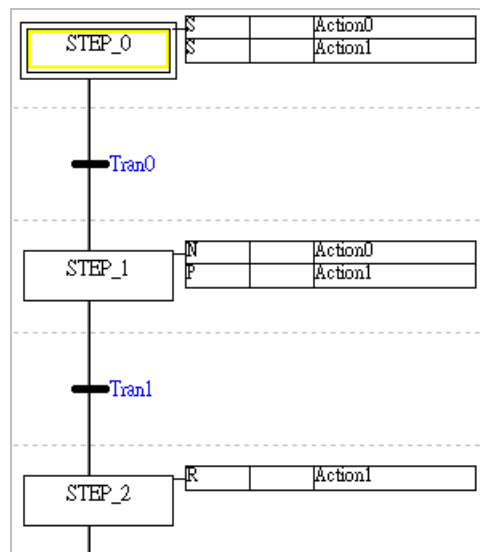 STEP_0 S Action0
S Action1
Tran0
STEP_1 N Action0
P Action1
Tran1
STEP_2 R Action1